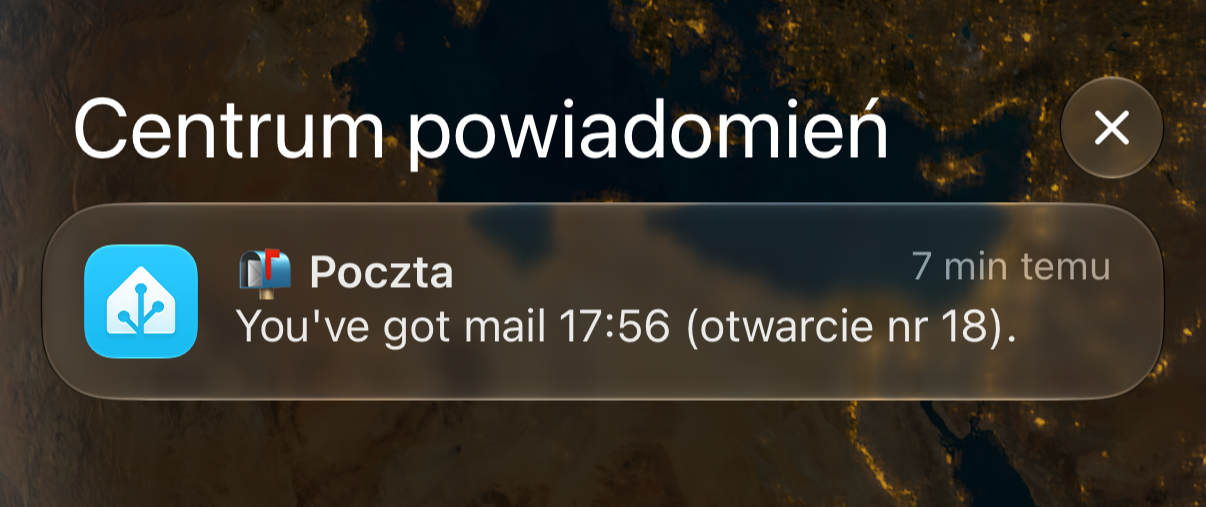 Centrum powiadomień
📬 Poczta
7 min temu
You've got mail 17:56 (otwarcie nr 18).